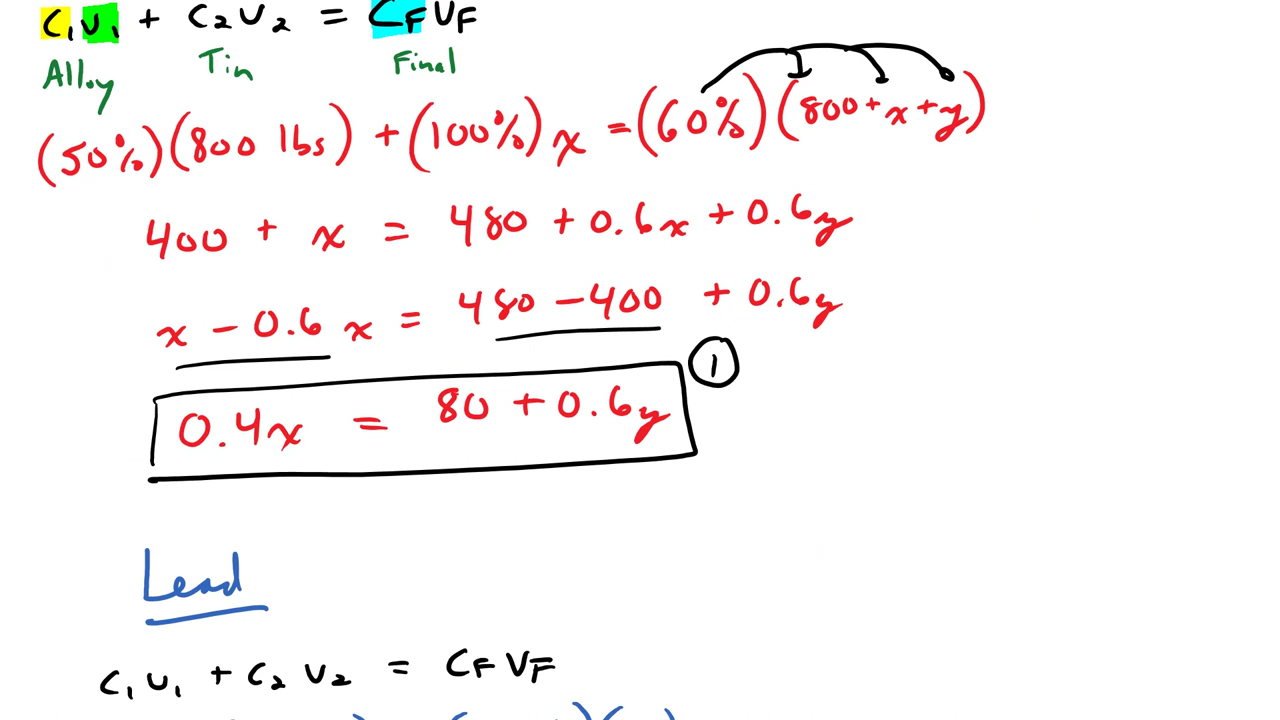 C₁V₁ + C₂V₂ = CFVF
Alloy Tin Final
(50%)(800 lbs) + (100%)x = (60%)(800+x+y)
400 + x = 480 + 0.6x + 0.6y
x - 0.6x = 480 - 400 + 0.6y
①
0.4x = 80 + 0.6y
Lead
C₁V₁ + C₂V₂ = CFVF